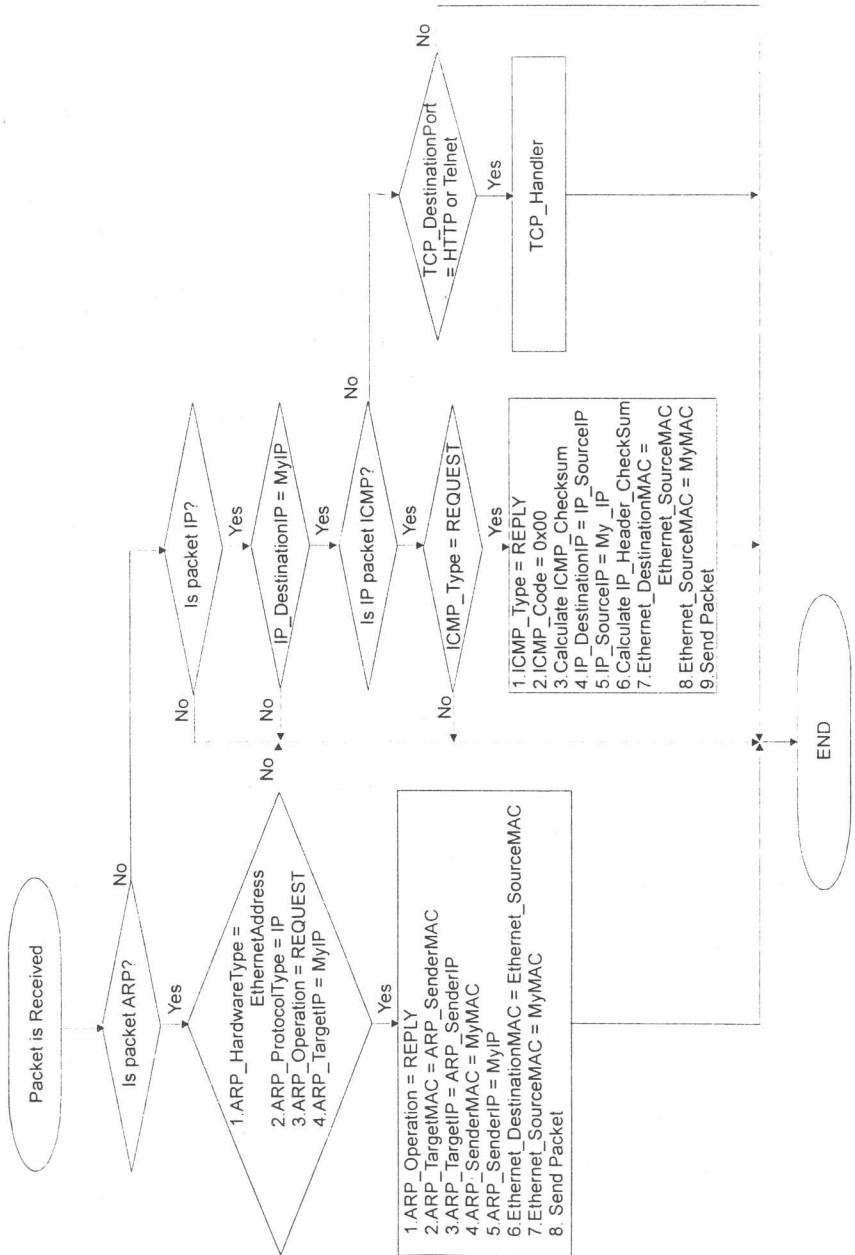 Packet is Received
Is packet ARP?
No
Yes
1.ARP_HardwareType =
EthernetAddress
2.ARP_ProtocolType = IP
3.ARP_Operation = REQUEST
4.ARP_TargetIP = MyIP
No
Yes
1.ARP_Operation = REPLY
2.ARP_TargetMAC = ARP_SenderMAC
3.ARP_TargetIP = ARP_SenderIP
4.ARP_SenderMAC = MyMAC
5.ARP_SenderIP = MyIP
6.Ethernet_DestinationMAC = Ethernet_SourceMAC
7.Ethernet_SourceMAC = MyMAC
8. Send Packet
Is packet IP?
No
Yes
IP_DestinationIP = MyIP
No
Yes
Is IP packet ICMP?
No
Yes
ICMP_Type = REQUEST
No
Yes
1.ICMP_Type = REPLY
2.ICMP_Code = 0x00
3.Calculate ICMP_Checksum
4.IP_DestinationIP = IP_SourceIP
5.IP_SourceIP = My_IP
6.Calculate IP_Header_CheckSum
7.Ethernet_DestinationMAC =
Ethernet_SourceMAC
8.Ethernet_SourceMAC = MyMAC
9.Send Packet
TCP_DestinationPort
= HTTP or Telnet
No
Yes
TCP_Handler
END